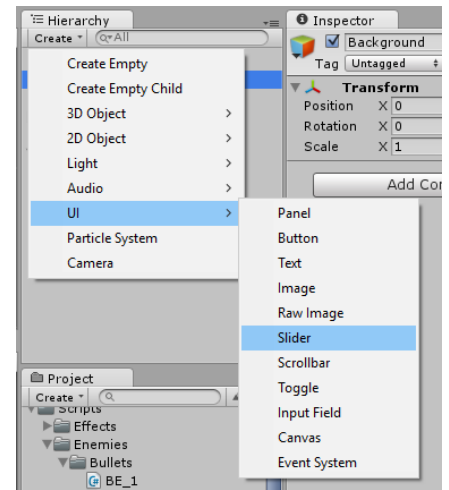 Hierarchy
Create
All
Create Empty
Create Empty Child
3D Object
2D Object
Light
Audio
UI
Particle System
Camera
Panel
Button
Text
Image
Raw Image
Slider
Scrollbar
Toggle
Input Field
Canvas
Event System
Inspector
Background
Tag Untagged
Transform
Position X 0
Rotation X 0
Scale X 1
Add Cor
Project
Create
Scripts
Effects
Enemies
Bullets
BE_1